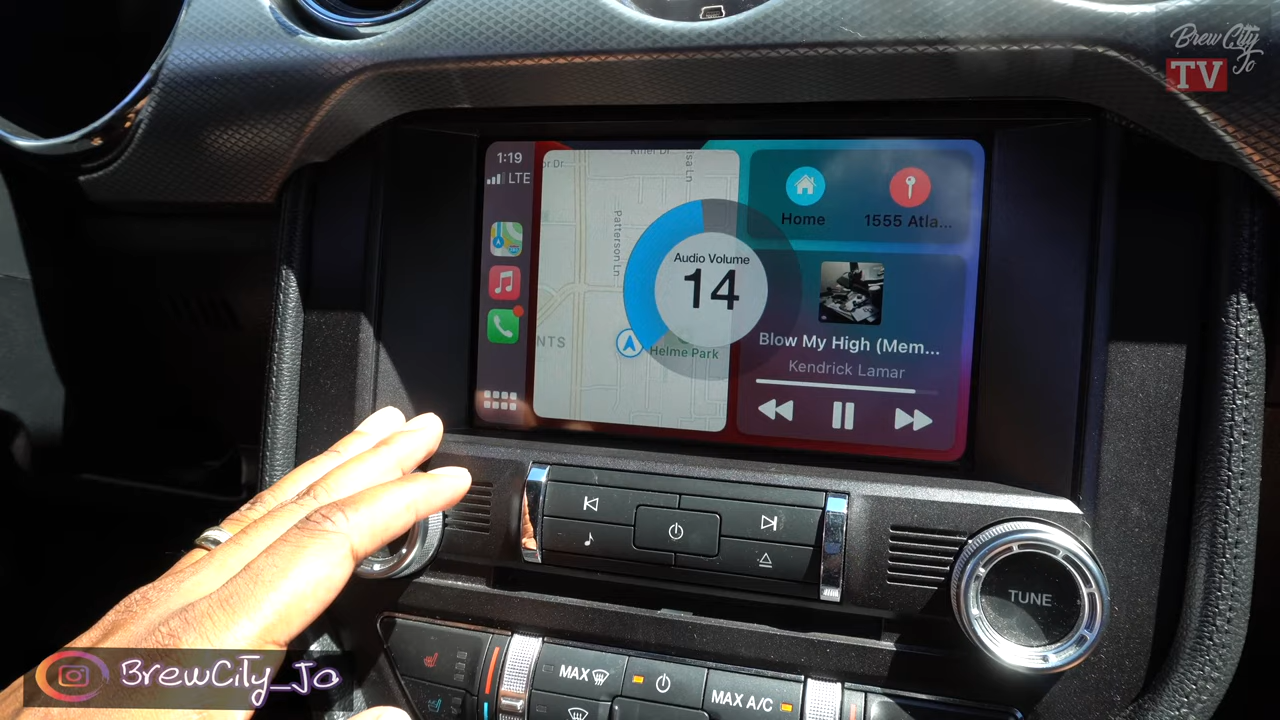 Brew City
Jo
TV
1:19
LTE
Patterson Ln
Home
1555 Atla...
Audio Volume
14
Helme Park
NTS
Blow My High (Mem...
Kendrick Lamar
TUNE
MAX
MAX A/C
BrewCity_Jo